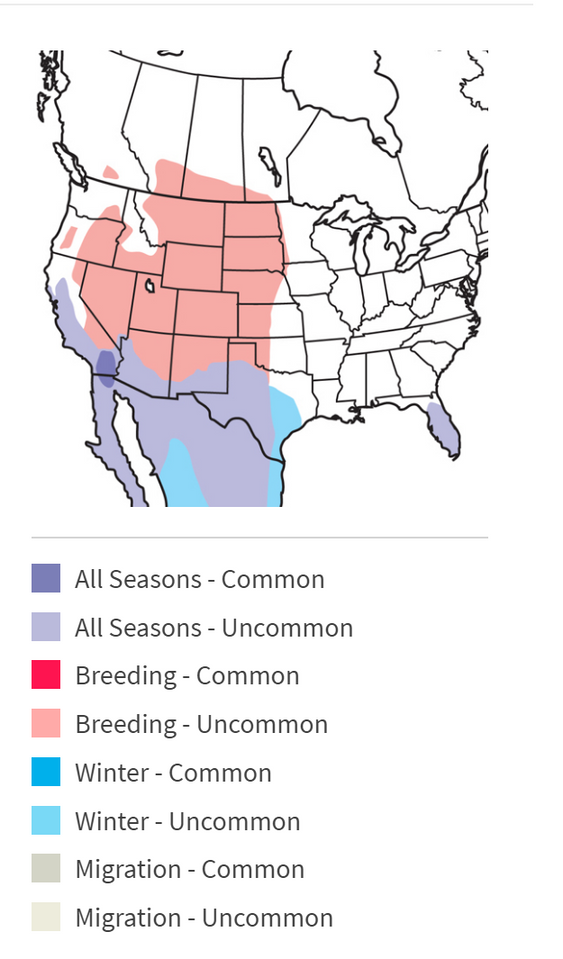 All Seasons - Common
All Seasons - Uncommon
Breeding - Common
Breeding - Uncommon
Winter - Common
Winter - Uncommon
Migration - Common
Migration - Uncommon